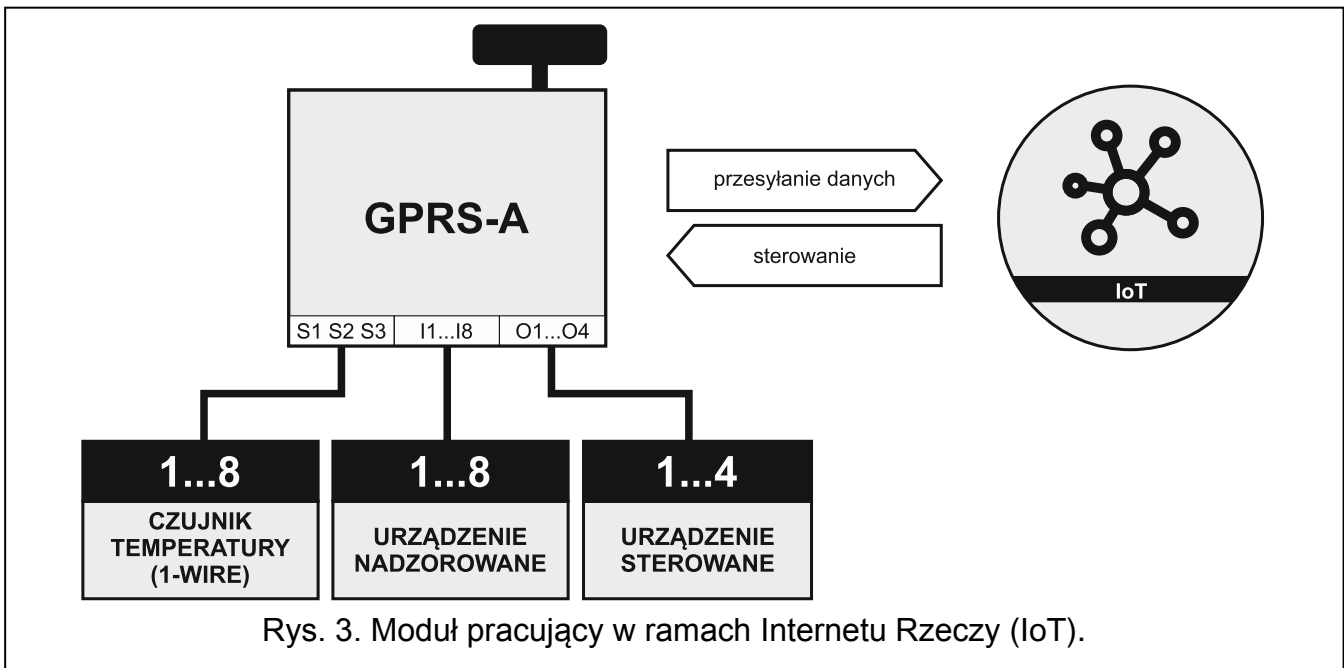 GPRS-A
przesyłanie danych
sterowanie
IoT
S1 S2 S3
I1...I8
O1...O4
1...8
CZUJNIK
TEMPERATURY
(1-WIRE)
1...8
URZĄDZENIE
NADZOROWANE
1...4
URZĄDZENIE
STEROWANE
Rys. 3. Moduł pracujący w ramach Internetu Rzeczy (IoT).